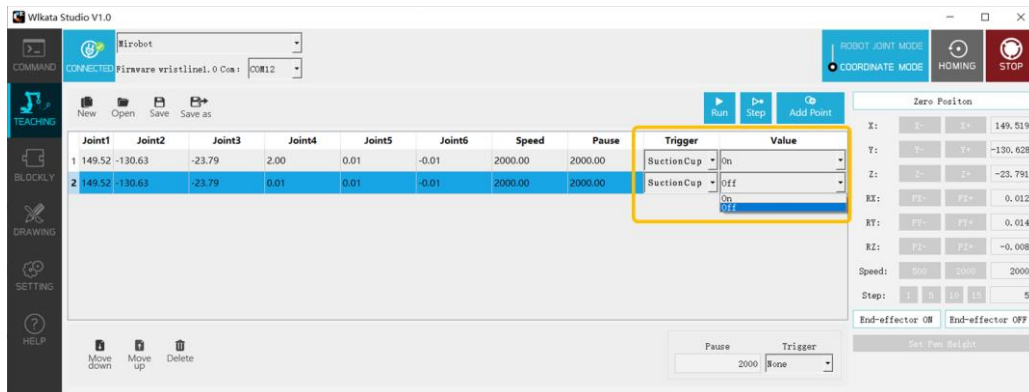 Wlkata Studio V1.0
COMMAND
CONNECTED
Mirobot
Firmware wristline1.0 Com: COM12
ROBOT JOINT MODE
COORDINATE MODE
HOMING
STOP
TEACHING
New Open Save Save as
Run Step Add Point
Zero Positon
Joint1 Joint2 Joint3 Joint4 Joint5 Joint6 Speed Pause Trigger Value
1 149.52 -130.63 -23.79 2.00 0.01 -0.01 2000.00 2000.00 SuctionCup On
2 149.52 -130.63 -23.79 0.01 0.01 -0.01 2000.00 2000.00 SuctionCup Off
On
Off
X: X- X+ 149.519
Y: Y- Y+ -130.628
Z: Z- Z+ -23.791
RX: RX- RX+ 0.012
RY: RY- RY+ 0.014
RZ: RZ- RZ+ -0.008
Speed: 500 2000 2000
Step: 1 5 10 15 5
End-effector ON End-effector OFF
Set Pen Height
BLOCKLY
DRAWING
SETTING
HELP
Move down
Move up
Delete
Pause Trigger
2000 None